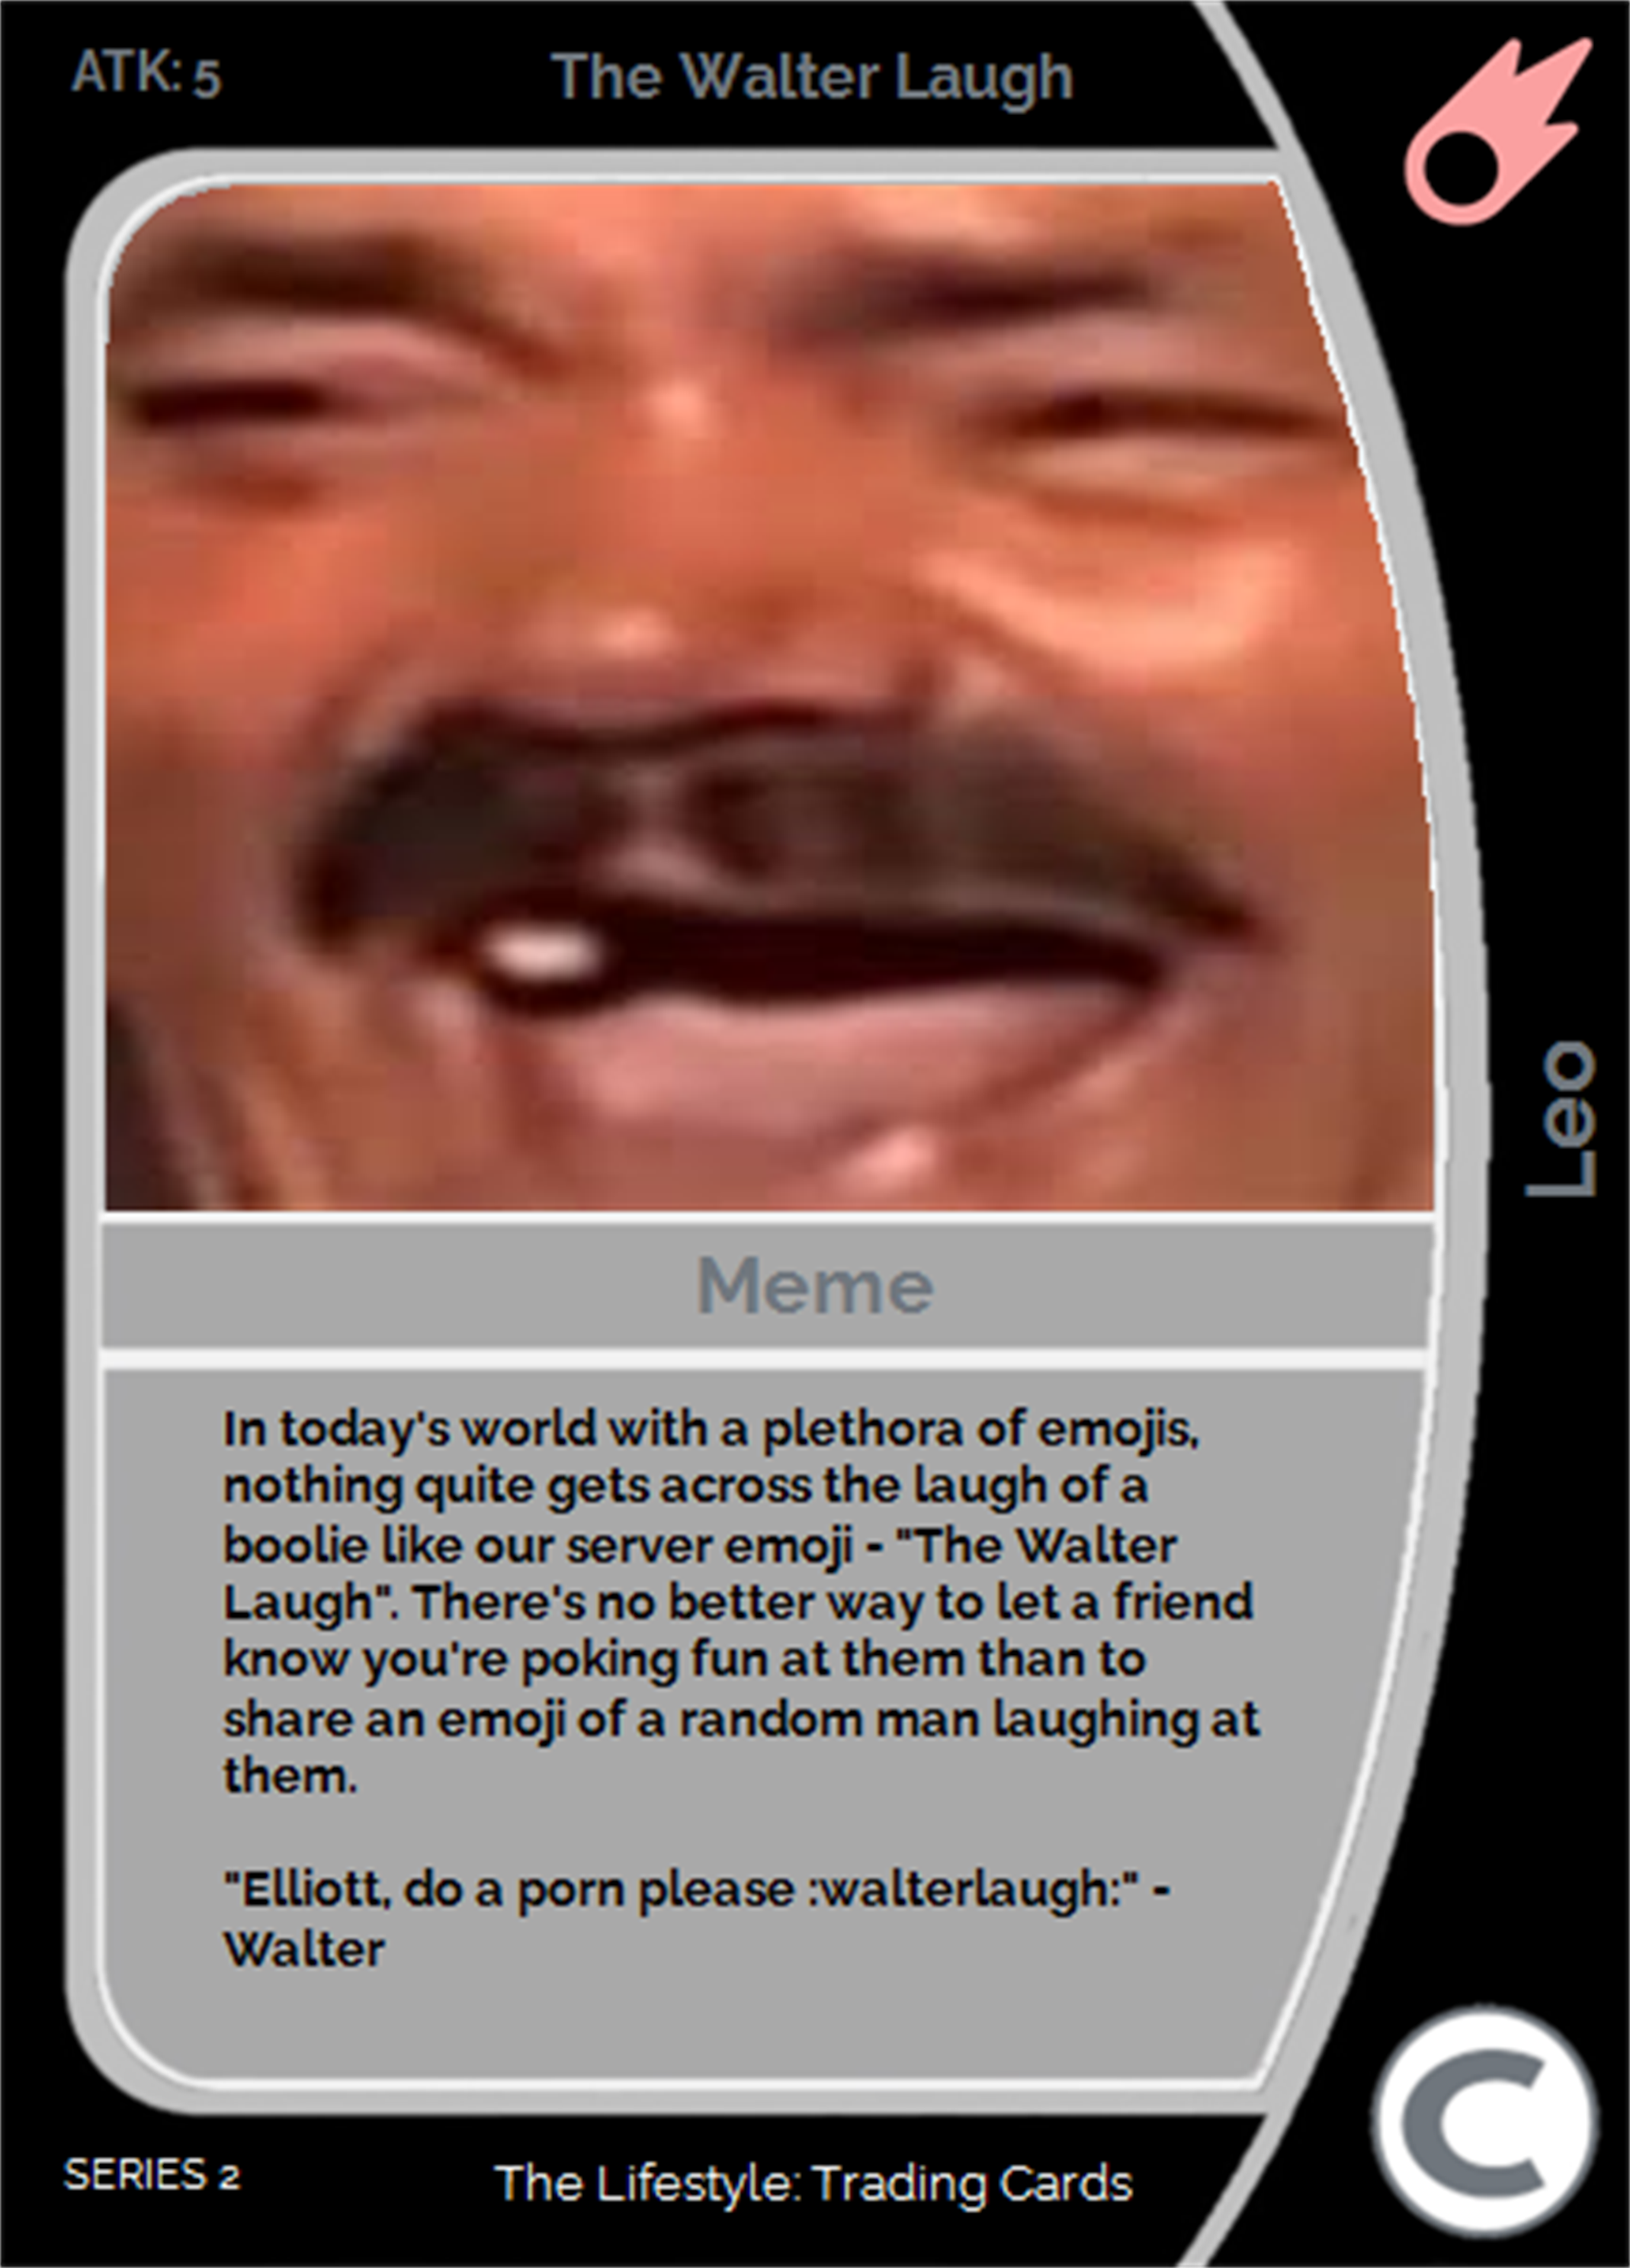 ATK: 5
The Walter Laugh
Leo
Meme
In today's world with a plethora of emojis,
nothing quite gets across the laugh of a
boolie like our server emoji - "The Walter
Laugh". There's no better way to let a friend
know you're poking fun at them than to
share an emoji of a random man laughing at
them.
"Elliott, do a porn please :walterlaugh:" -
Walter
C
SERIES 2
The Lifestyle: Trading Cards